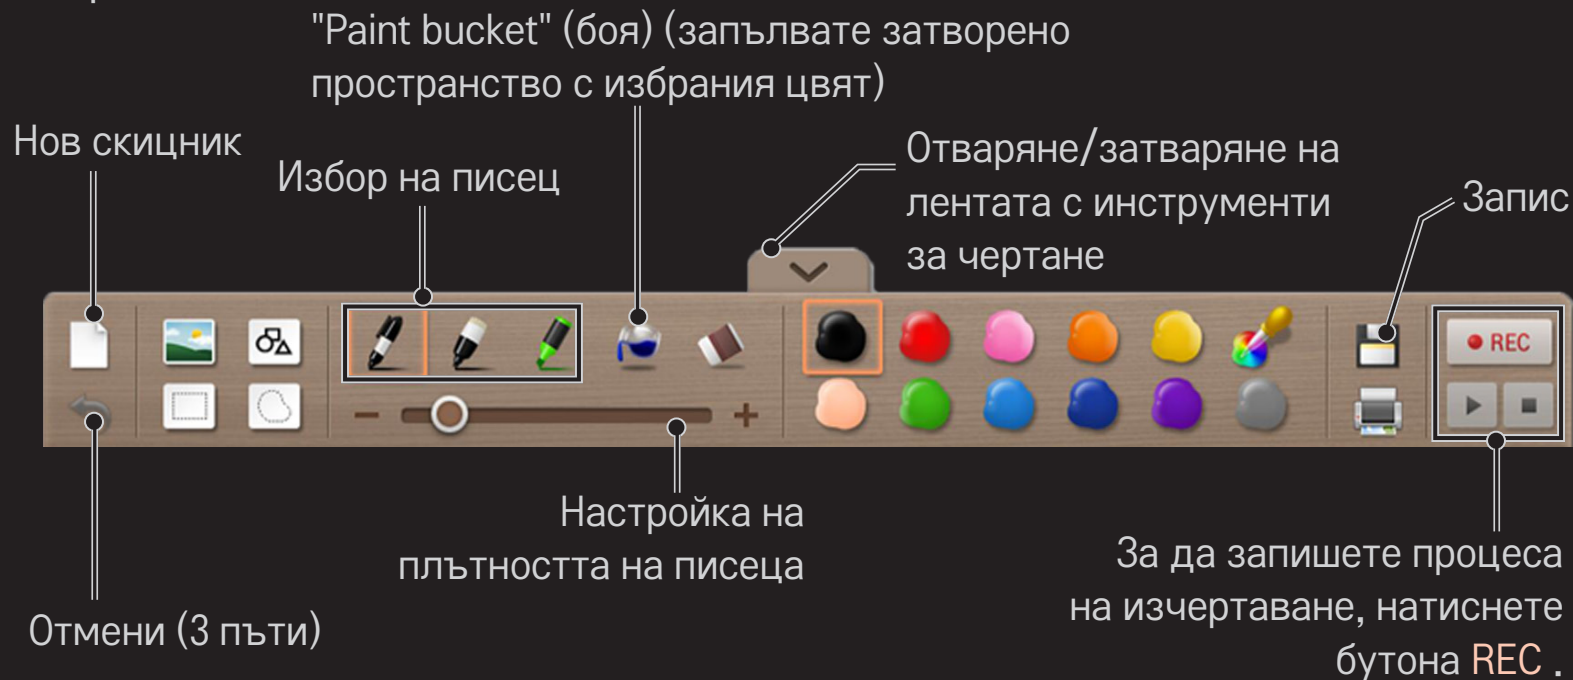 "Paint bucket" (боя) (запълвате затворено
пространство с избрания цвят)
Нов скицник
Избор на писец
Отваряне/затваряне на
лентата с инструменти
за чертане
Запис
REC
Настройка на
плътността на писеца
Отмени (3 пъти)
За да запишете процеса
на изчертаване, натиснете
бутона REC .